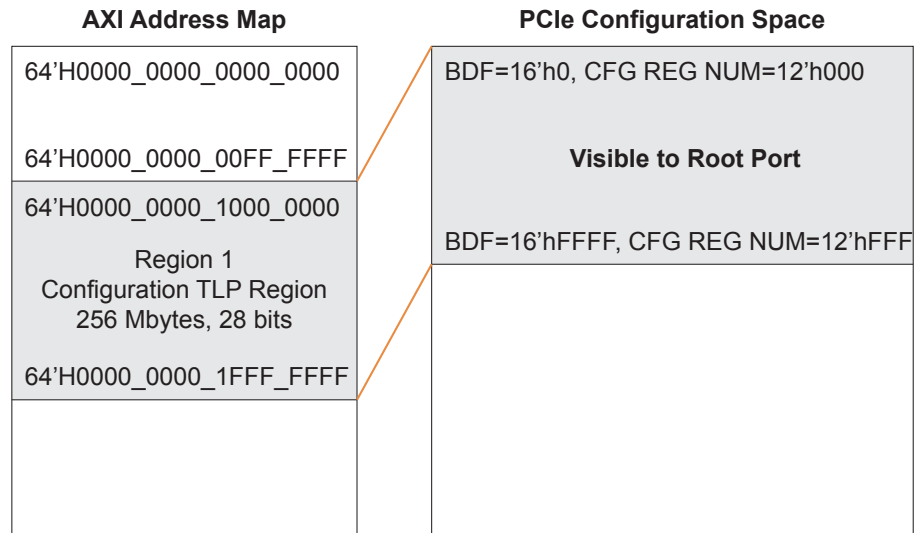 AXI Address Map
64'H0000_0000_0000_0000
64'H0000_0000_00FF_FFFF
64'H0000_0000_1000_0000
Region 1
Configuration TLP Region
256 Mbytes, 28 bits
64'H0000_0000_1FFF_FFFF
PCIe Configuration Space
BDF=16'h0, CFG REG NUM=12'h000
Visible to Root Port
BDF=16'hFFFF, CFG REG NUM=12'hFFF